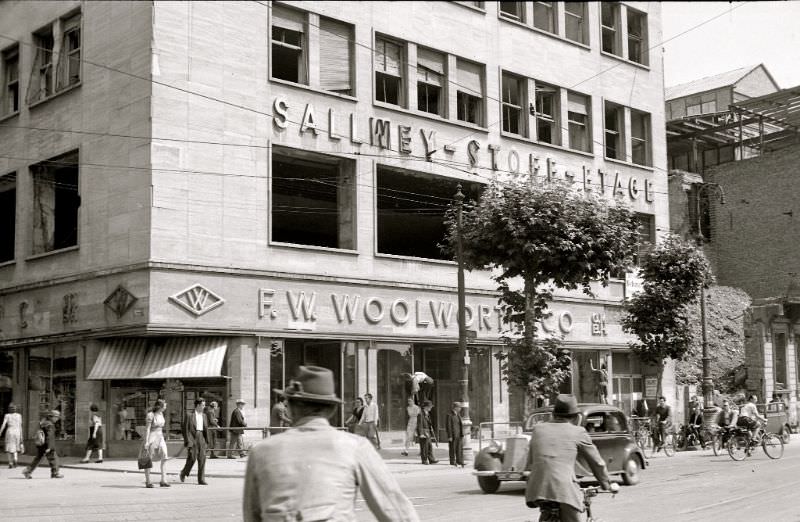 SALLWEY-STOFF-ETAGE
W
F.W. WOOLWORTH CO
G.M.
B.H.